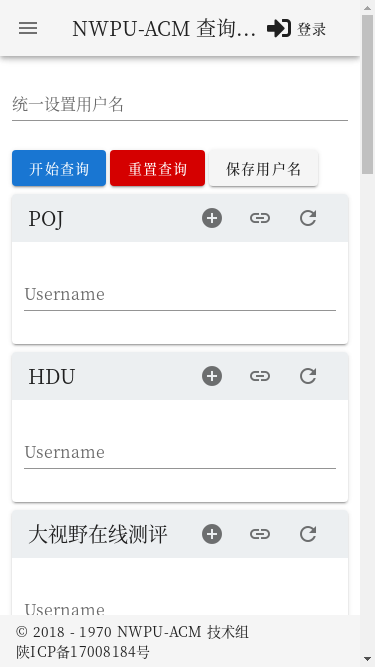 NWPU-ACM 查询... 登录
统一设置用户名
开始查询 重置查询 保存用户名
POJ
Username
HDU
Username
大视野在线测评
Username
© 2018 - 1970 NWPU-ACM 技术组
陕ICP备17008184号